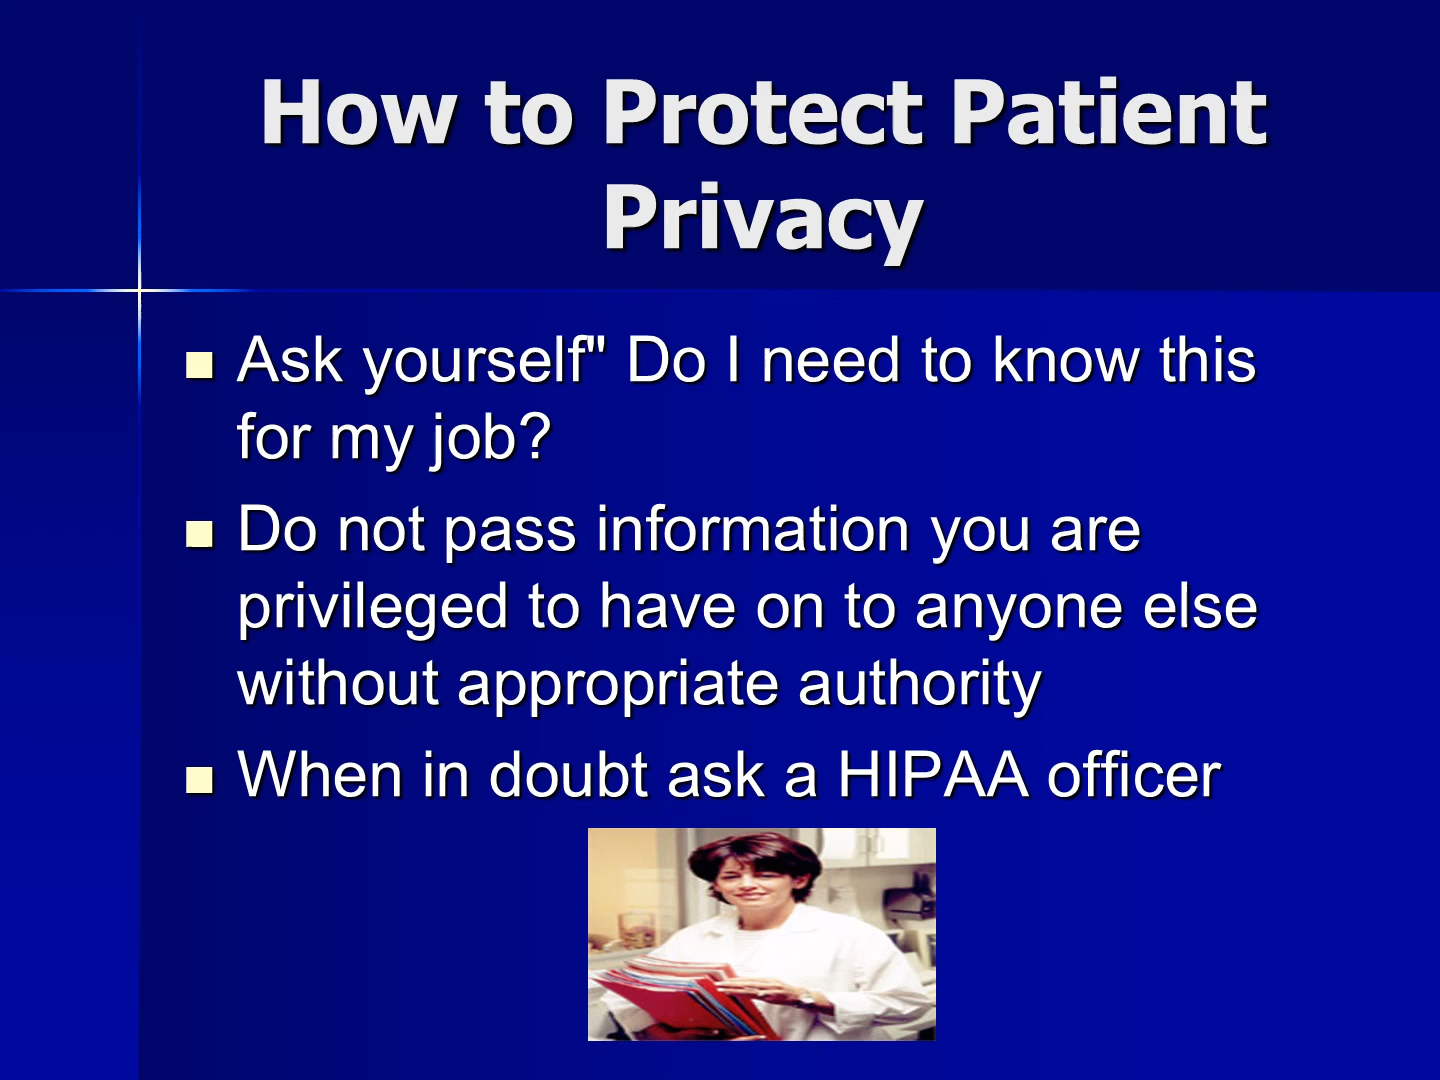 How to Protect Patient
Privacy
Ask yourself" Do I need to know this
for my job?
Do not pass information you are
privileged to have on to anyone else
without appropriate authority
When in doubt ask a HIPAA officer